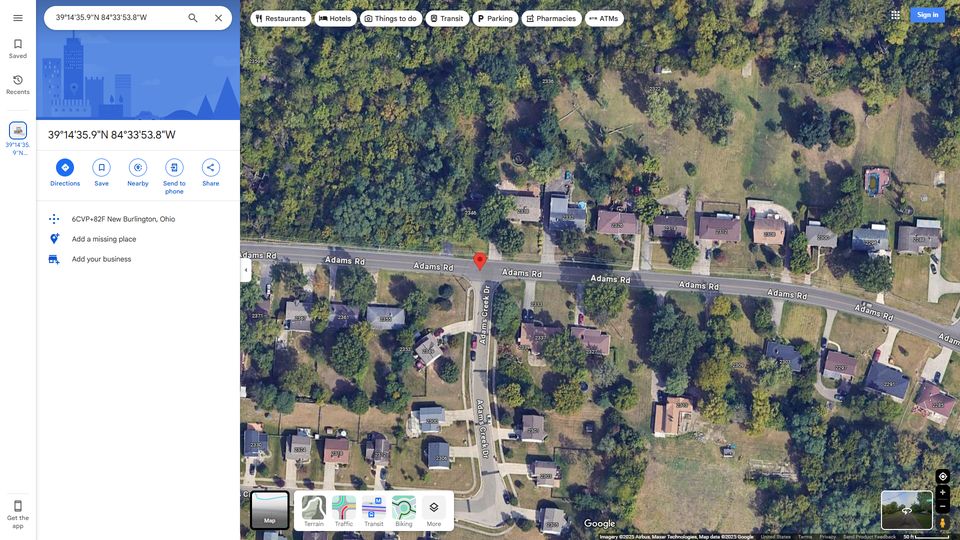 39°14'35.9"N 84°33'53.8"W
Restaurants
Hotels
Things to do
Transit
Parking
Pharmacies
ATMs
Sign in
Saved
Recents
39°14'35.
9"N...
39°14'35.9"N 84°33'53.8"W
Directions
Save
Nearby
Send to
phone
Share
6CVP+82F New Burlington, Ohio
Add a missing place
Add your business
Adams Rd
Adams Rd
Adams Rd
Adams Rd
Adams Rd
Adams Rd
Adams Rd
Adams Rd
Adams Creek Dr
Adams Creek Dr
Get the
app
Map
Terrain
Traffic
Transit
Biking
More
Google
Imagery ©2025 Airbus, Maxar Technologies, Map data ©2025 Google
United States
Terms
Privacy
Send Product Feedback
50 ft